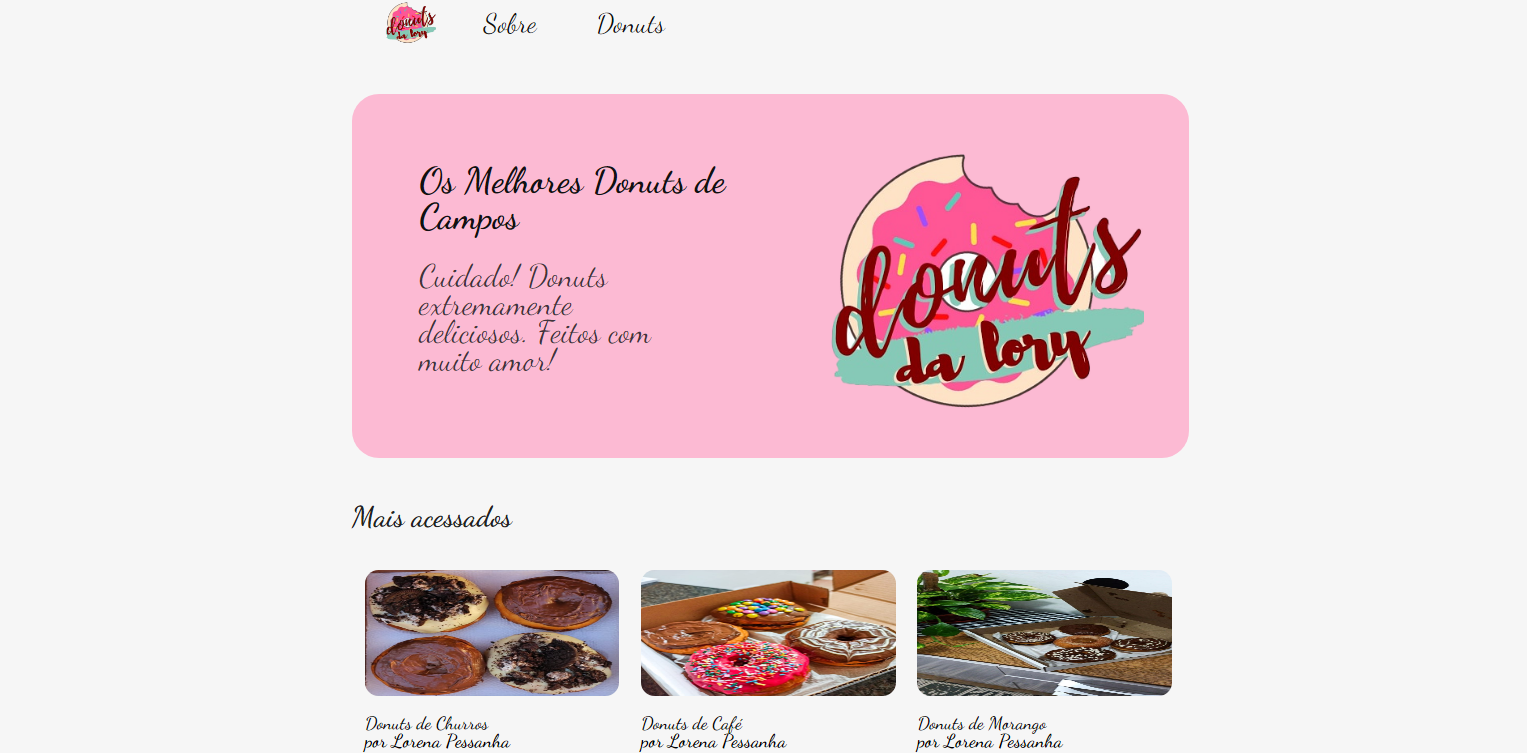 donuts
da lory
Sobre
Donuts
Os Melhores Donuts de
Campos
Cuidado! Donuts
extremamente
deliciosos. Feitos com
muito amor!
donuts
da lory
Mais acessados
Donuts de Churros
por Lorena Pessanha
Donuts de Café
por Lorena Pessanha
Donuts de Morango
por Lorena Pessanha